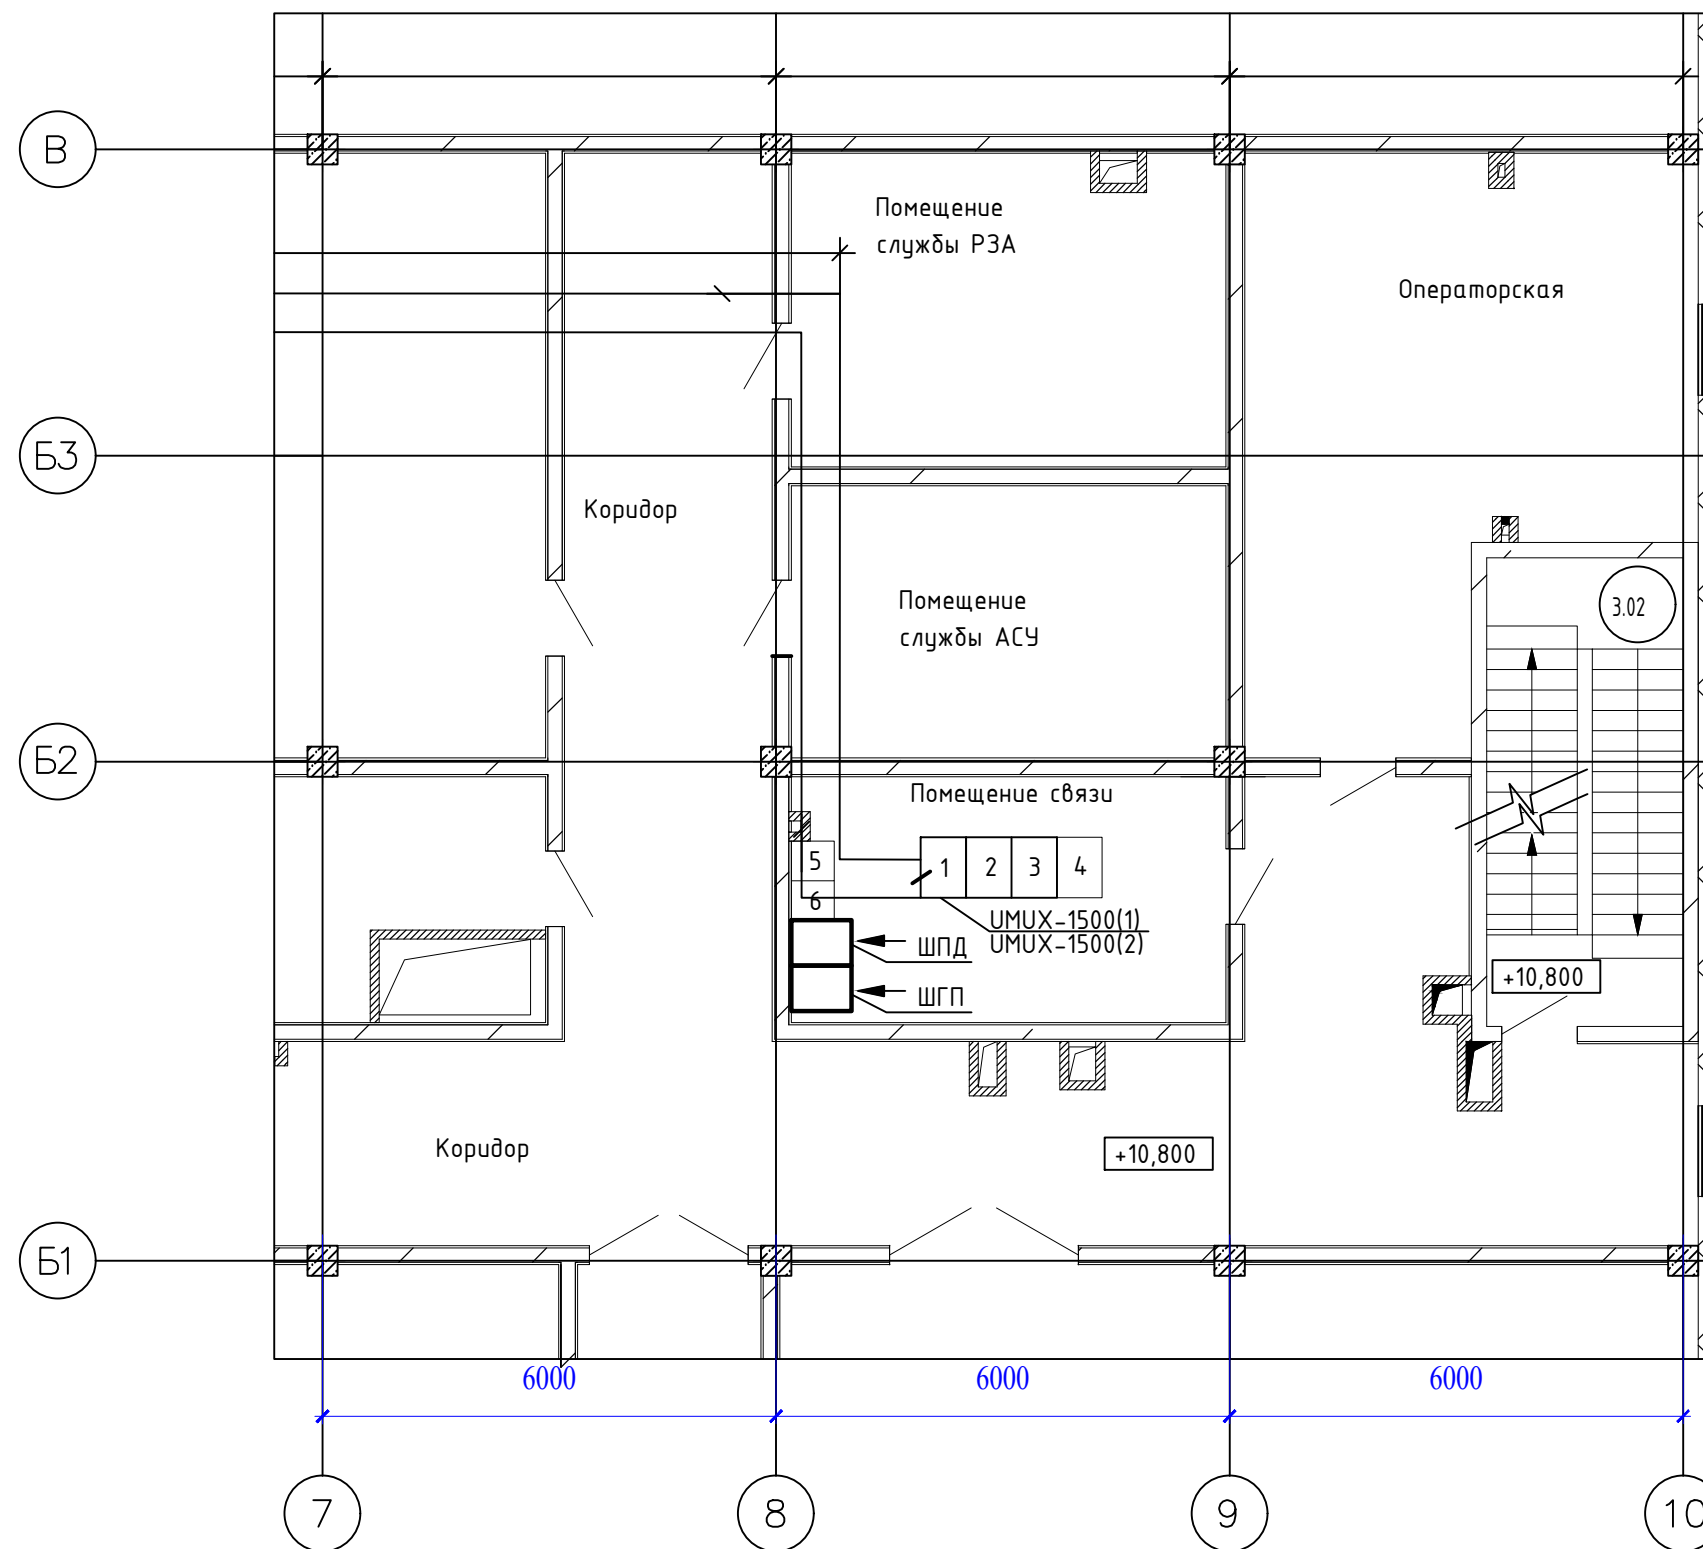 В
Помещение
службы РЗА
Операторская
Б3
Коридор
Помещение
службы АСУ
3.02
Б2
Помещение связи
5
1
2
3
4
6
UMUX-1500(1)
ШПД
UMUX-1500(2)
+10,800
ШГП
Коридор
+10,800
Б1
6000
6000
6000
7
8
9
10